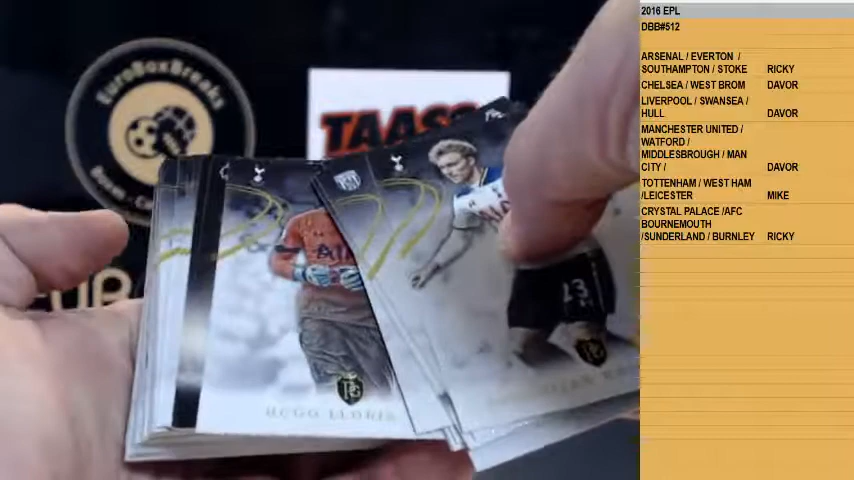 EuroBoxBreaks
TAASS
HUGO LLORIS
13
2016 EPL
DBB#512
ARSENAL / EVERTON /
SOUTHAMPTON / STOKE RICKY
CHELSEA / WEST BROM DAVOR
LIVERPOOL / SWANSEA /
HULL DAVOR
MANCHESTER UNITED /
WATFORD /
MIDDLESBROUGH / MAN
CITY / DAVOR
TOTTENHAM / WEST HAM
/LEICESTER MIKE
CRYSTAL PALACE /AFC
BOURNEMOUTH
/SUNDERLAND / BURNLEY RICKY